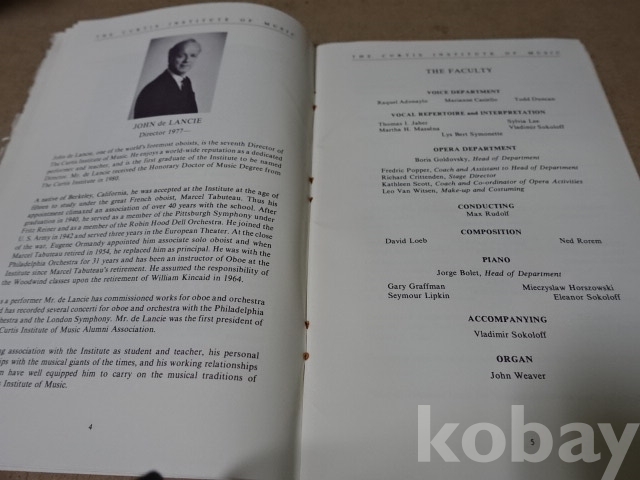 THE CURTIS INSTITUTE OF MUSIC
JOHN de LANCIE
Director 1977—
John de Lancie, one of the world's foremost oboists, is the seventh Director of
The Curtis Institute of Music. He enjoys a world-wide reputation as a dedicated
performer and teacher, and is the first graduate of the Institute to be named
Director. Mr. de Lancie received the Honorary Doctor of Music Degree from
The Curtis Institute in 1980.
A native of Berkeley, California, he was accepted at the Institute at the age of
fifteen to study under the great French oboist, Marcel Tabuteau. Thus his
appointment climaxed an association of over 40 years with the school. After
graduation in 1940, he served as a member of the Pittsburgh Symphony under
Fritz Reiner and as a member of the Robin Hood Dell Orchestra. He joined the
U. S. Army in 1942 and served three years in the European Theater. At the close
of the war, Eugene Ormandy appointed him associate solo oboist and when
Marcel Tabuteau retired in 1954, he replaced him as principal. He was with the
Philadelphia Orchestra for 31 years and has been an instructor of Oboe at the
Institute since Marcel Tabuteau's retirement. He assumed the responsibility of
the Woodwind classes upon the retirement of William Kincaid in 1964.
s a performer Mr. de Lancie has commissioned works for oboe and orchestra
d has recorded several concerti for oboe and orchestra with the Philadelphia
chestra and the London Symphony. Mr. de Lancie was the first president of
Curtis Institute of Music Alumni Association.
ng association with the Institute as student and teacher, his personal
ships with the musical giants of the times, and his working relationships
n have well equipped him to carry on the musical traditions of
s Institute of Music.
4
THE CURTIS INSTITUTE OF MUSIC
THE FACULTY
VOICE DEPARTMENT
Raquel Adonaylo Marianne Casiello Todd Duncan
VOCAL REPERTOIRE and INTERPRETATION
Thomas I. Jaber Sylvia Lee
Martha H. Massena Vladimir Sokoloff
Lys Bert Symonette
OPERA DEPARTMENT
Boris Goldovsky, Head of Department
Fredric Popper, Coach and Assistant to Head of Department
Richard Crittenden, Stage Director
Kathleen Scott, Coach and Co-ordinator of Opera Activities
Leo Van Witsen, Make-up and Costuming
CONDUCTING
Max Rudolf
COMPOSITION
David Loeb Ned Rorem
PIANO
Jorge Bolet, Head of Department
Gary Graffman Mieczyslaw Horszowski
Seymour Lipkin Eleanor Sokoloff
ACCOMPANYING
Vladimir Sokoloff
ORGAN
John Weaver
5
kobay